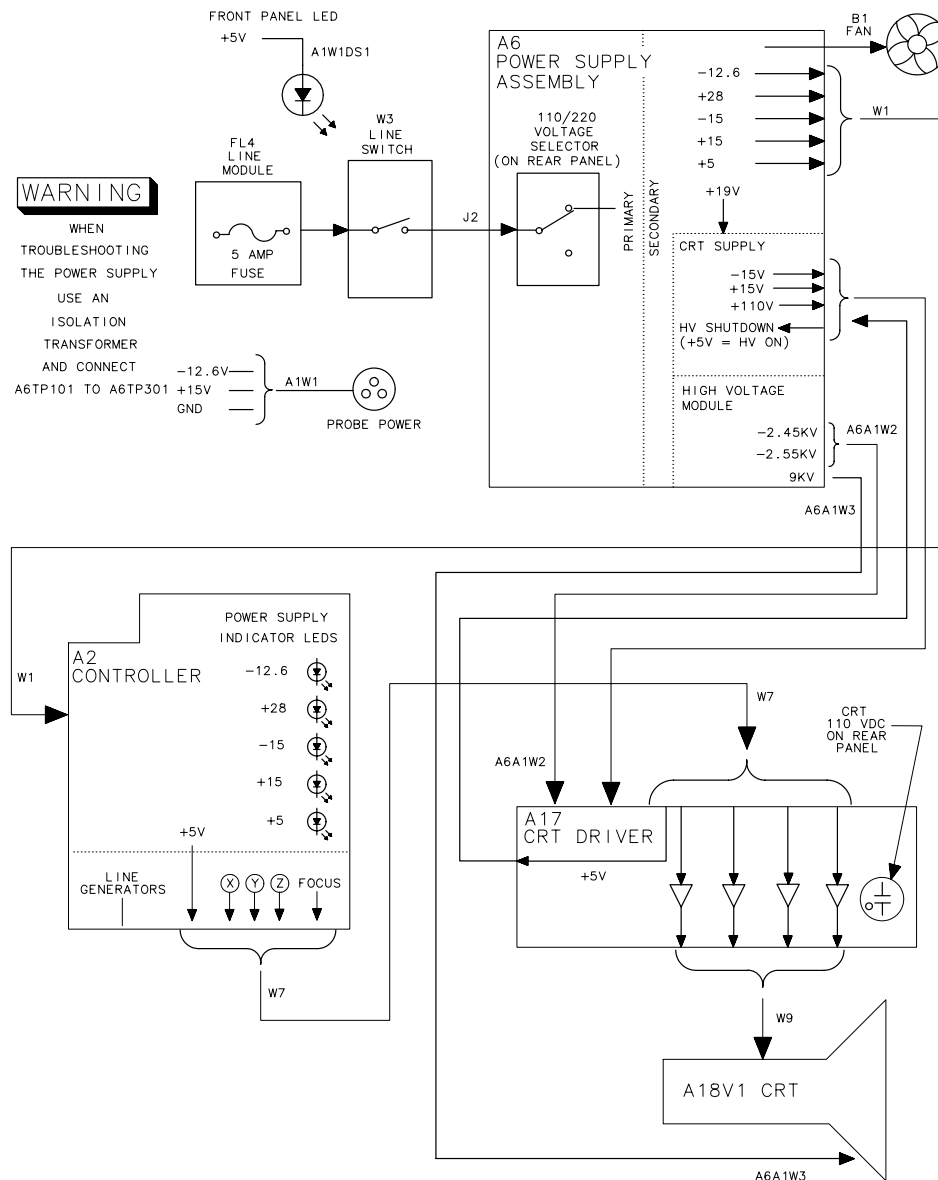 FRONT PANEL LED
+5V
A1W1DS1
FL4
LINE
MODULE
5 AMP
FUSE
W3
LINE
SWITCH
J2
WARNING
WHEN
TROUBLESHOOTING
THE POWER SUPPLY
USE AN
ISOLATION
TRANSFORMER
AND CONNECT
A6TP101 TO A6TP301
-12.6V
+15V
GND
A1W1
PROBE POWER
A6
POWER SUPPLY
ASSEMBLY
110/220
VOLTAGE
SELECTOR
(ON REAR PANEL)
PRIMARY
SECONDARY
B1
FAN
-12.6
+28
-15
+15
+5
W1
+19V
CRT SUPPLY
-15V
+15V
+110V
HV SHUTDOWN
(+5V = HV ON)
HIGH VOLTAGE
MODULE
-2.45KV
-2.55KV
9KV
A6A1W2
A6A1W3
W1
A2
CONTROLLER
POWER SUPPLY
INDICATOR LEDS
-12.6
+28
-15
+15
+5
+5V
LINE
GENERATORS
X
Y
Z
FOCUS
W7
W7
A6A1W2
CRT
110 VDC
ON REAR
PANEL
A17
CRT DRIVER
+5V
W9
A18V1 CRT
A6A1W3